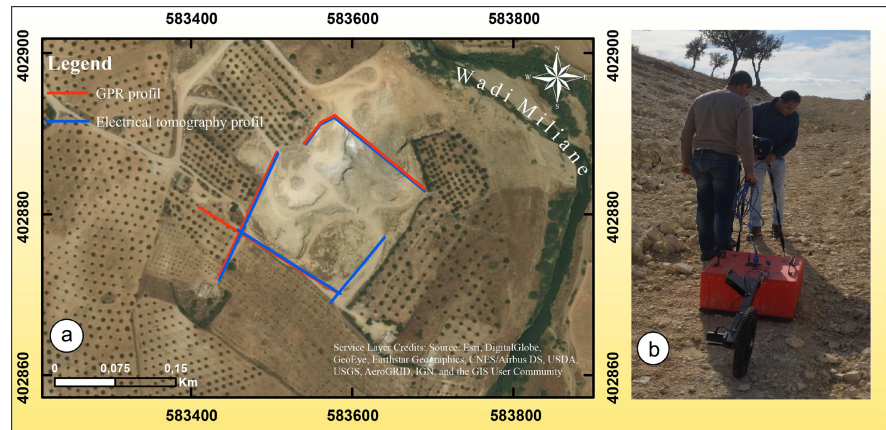 583400 583600 583800
402900
402880
402860
Legend
GPR profil
Electrical tomography profil
Wadi Miliane
N
W E
S
402900
402880
402860
Service Layer Credits: Source: Esri, DigitalGlobe,
GeoEye, Earthstar Geographics, CNES/Airbus DS, USDA,
USGS, AeroGRID, IGN, and the GIS User Community
a
0 0,075 0,15
Km
583400 583600 583800
b